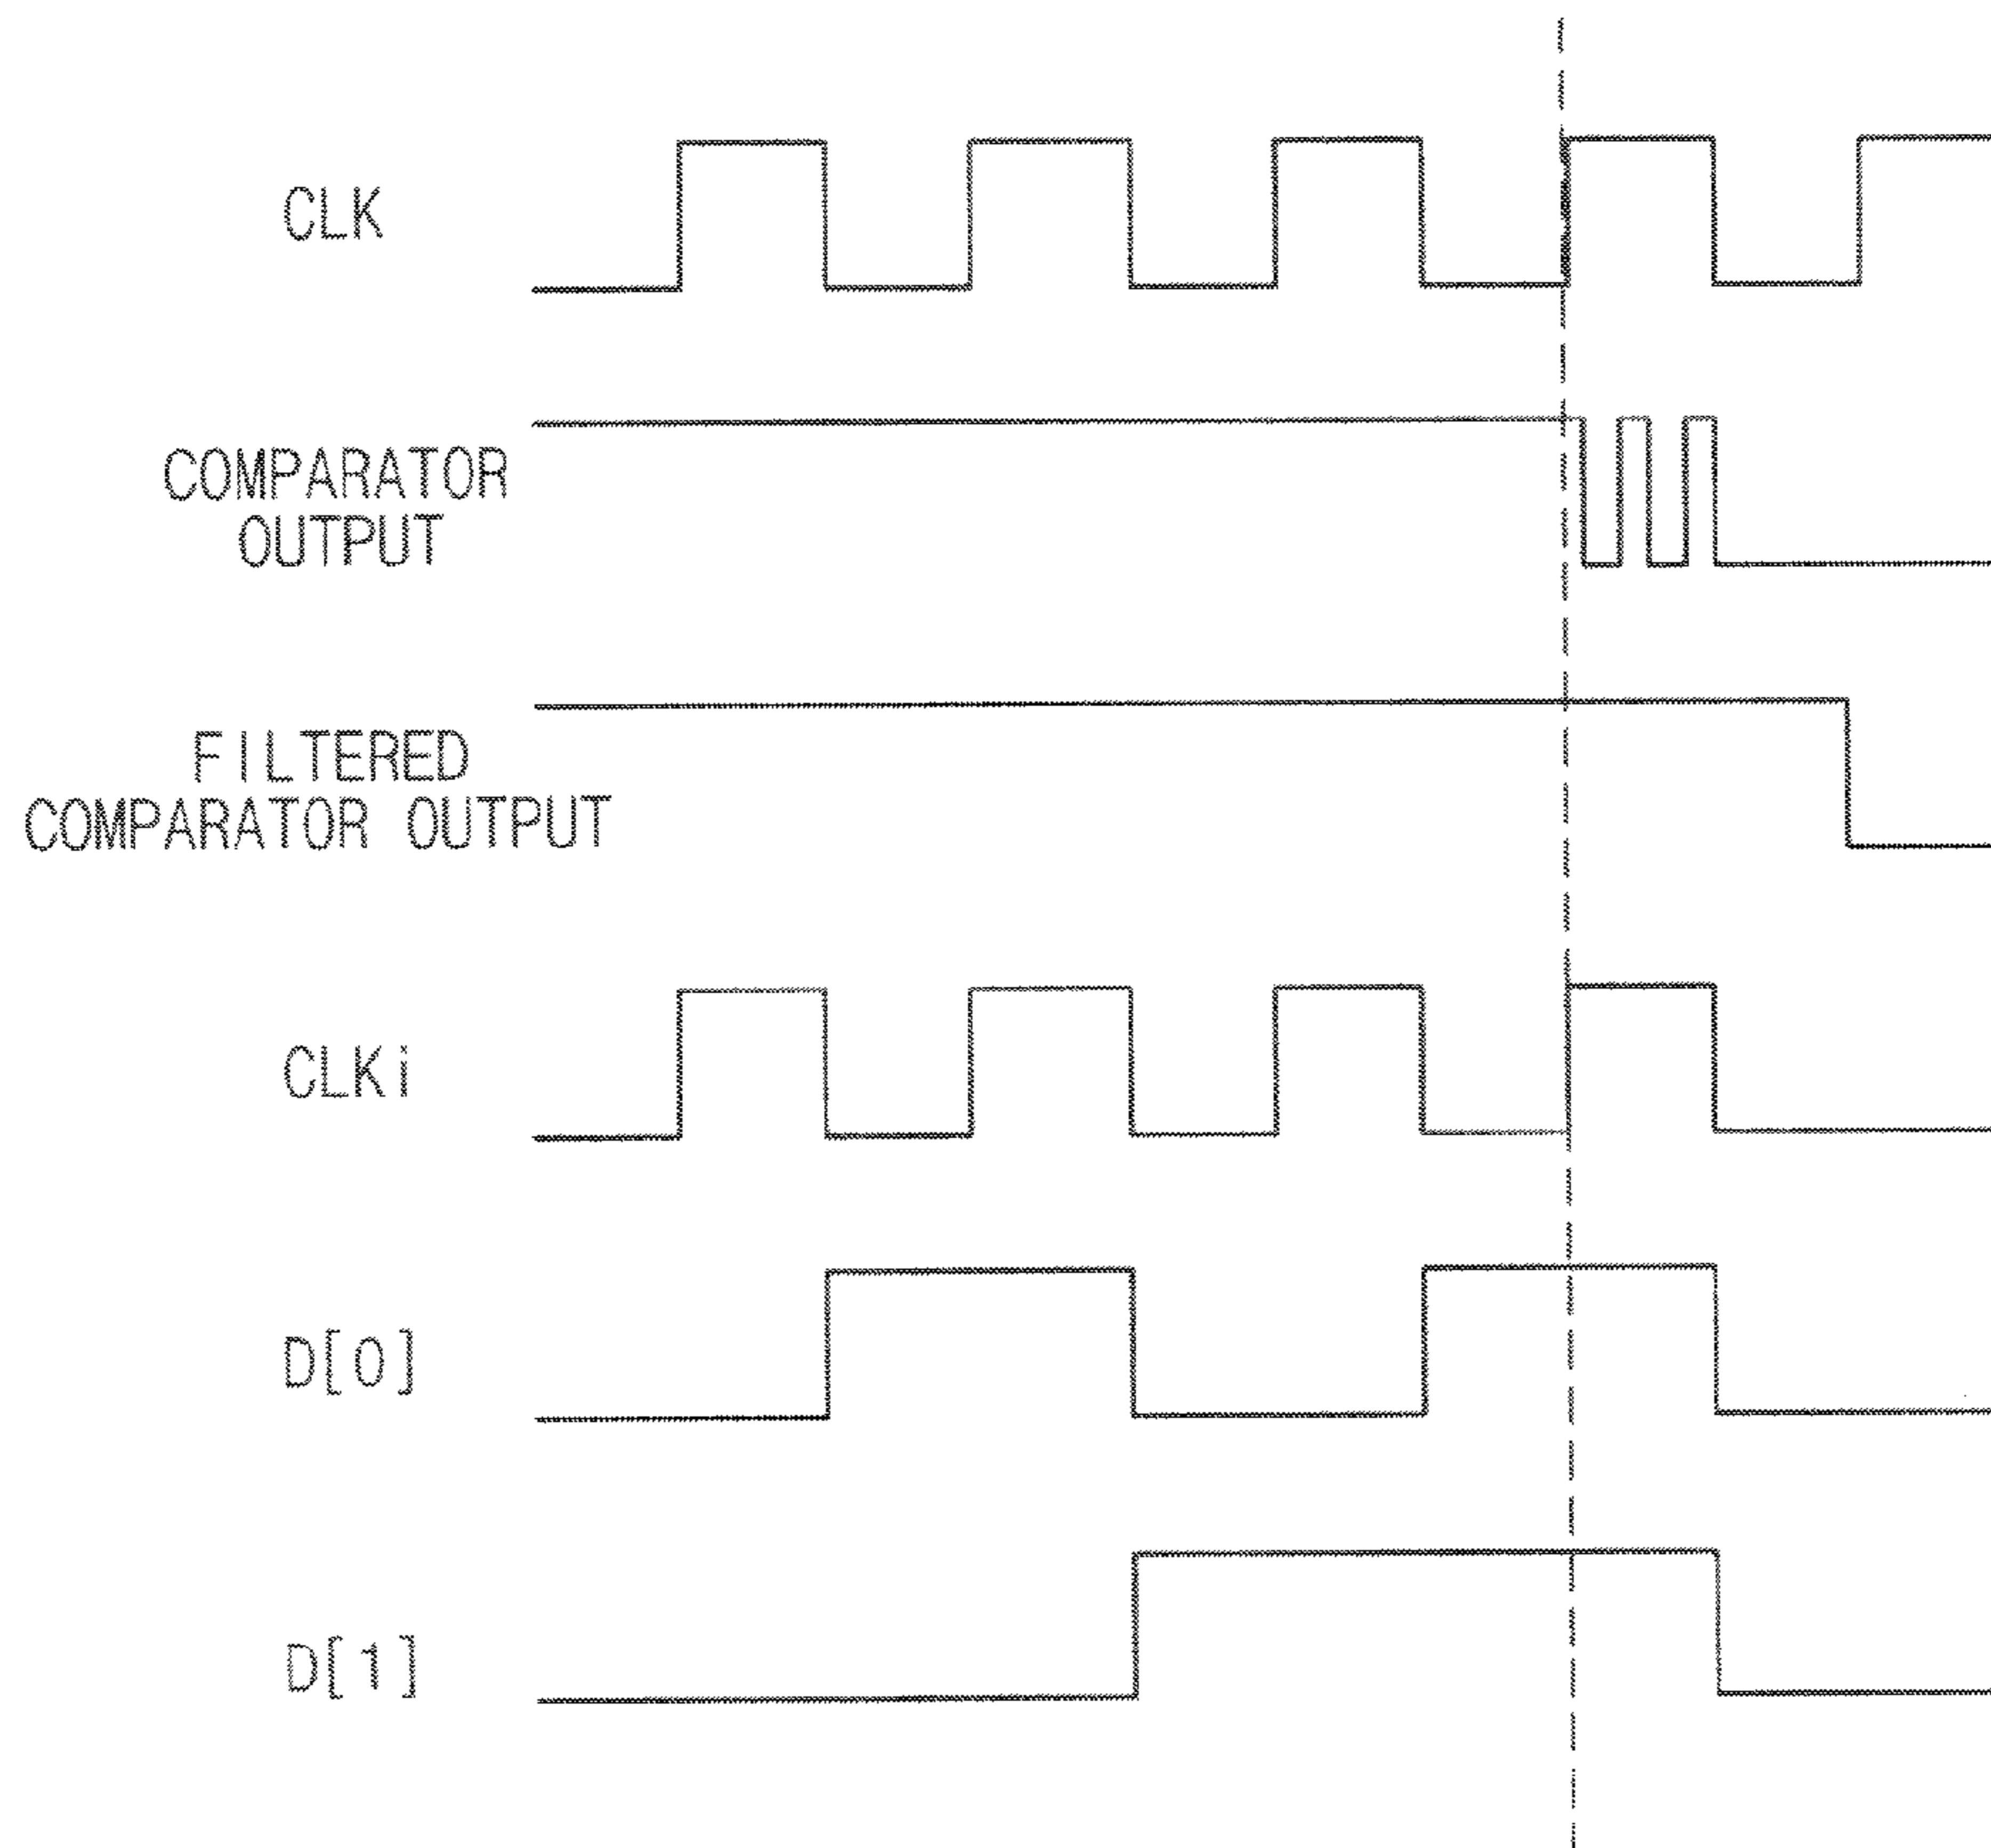 CLK
COMPARATOR
OUTPUT
FILTERED
COMPARATOR OUTPUT
CLKi
D[0]
D[1]